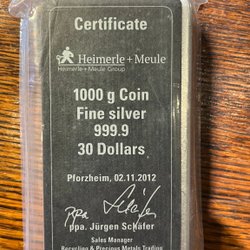 Certificate
Heimerle + Meule
Heimerle + Meule Group
1000 g Coin
Fine silver
999.9
30 Dollars
Pforzheim, 02.11.2012
ppa.
ppa. Jürgen Schäfer
Sales Manager
Recycling & Precious Metals Trading